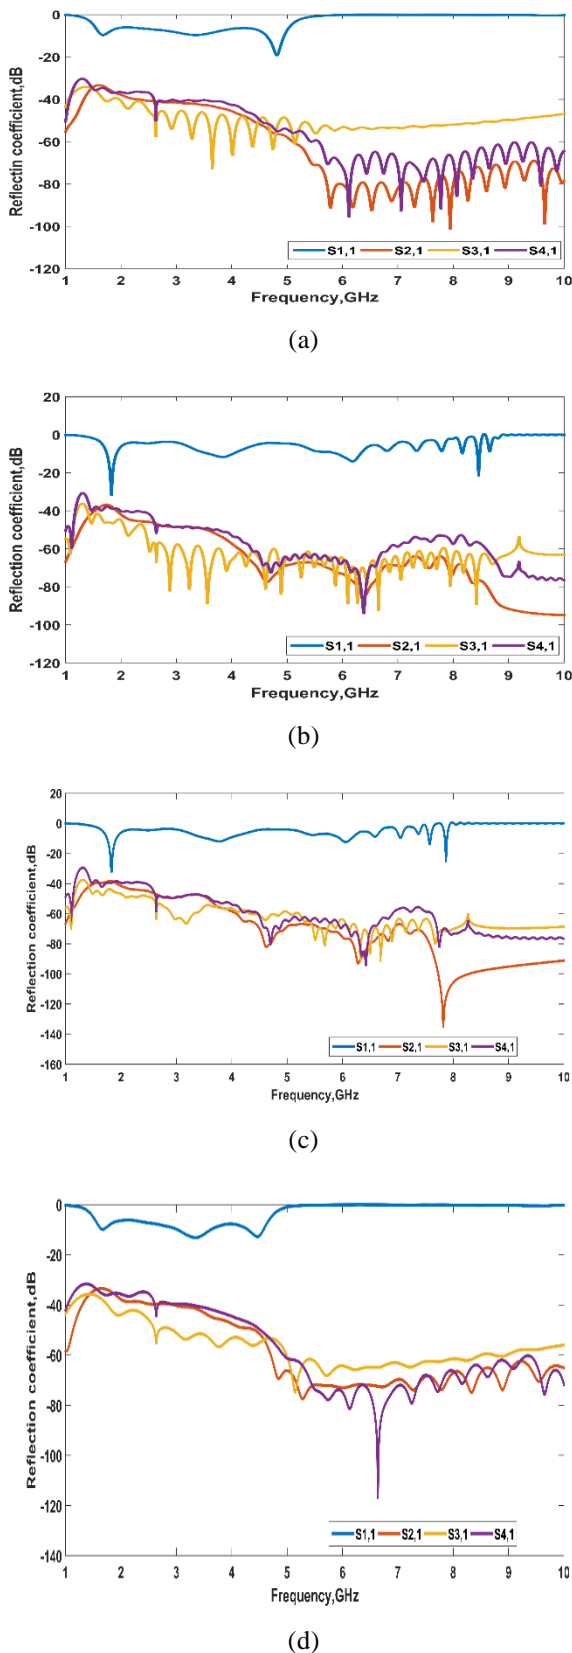 0
-20
-40
-60
-80
-100
-120
Reflectin coefficient,dB
S1,1 S2,1 S3,1 S4,1
1 2 3 4 5 6 7 8 9 10
Frequency,GHz
(a)
20
0
-20
-40
-60
-80
-100
-120
Reflection coefficient,dB
S1,1 S2,1 S3,1 S4,1
1 2 3 4 5 6 7 8 9 10
Frequency,GHz
(b)
20
0
-20
-40
-60
-80
-100
-120
-140
-160
Reflection coefficient,dB
S1,1 S2,1 S3,1 S4,1
1 2 3 4 5 6 7 8 9 10
Frequency,GHz
(c)
0
-20
-40
-60
-80
-100
-120
-140
Reflection coefficient,dB
S1,1 S2,1 S3,1 S4,1
1 2 3 4 5 6 7 8 9 10
Frequency,GHz
(d)